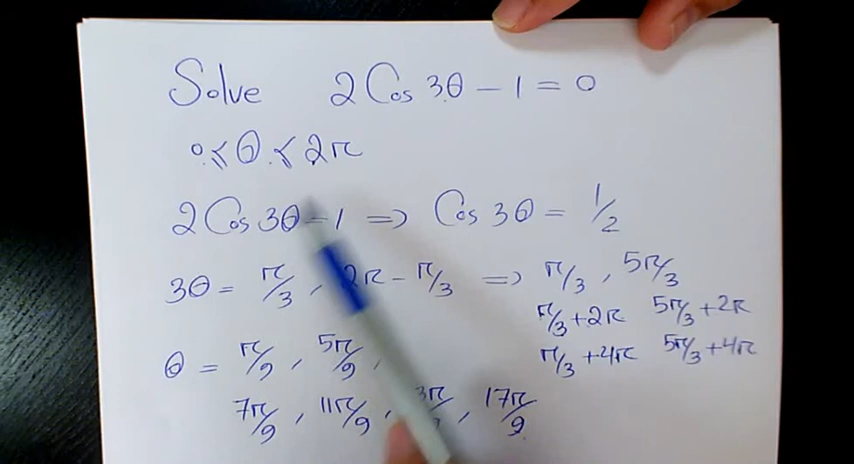 Solve 2Cos 3θ - 1 = 0
0 ≤ θ ≤ 2π
2Cos 3θ - 1 => Cos 3θ = 1/2
3θ = π/3 , 2π - π/3 => π/3 , 5π/3
π/3 + 2π 5π/3 + 2π
θ = π/9 , 5π/9 , π/3 + 4π 5π/3 + 4π
7π/9 , 11π/9 , 17π/9